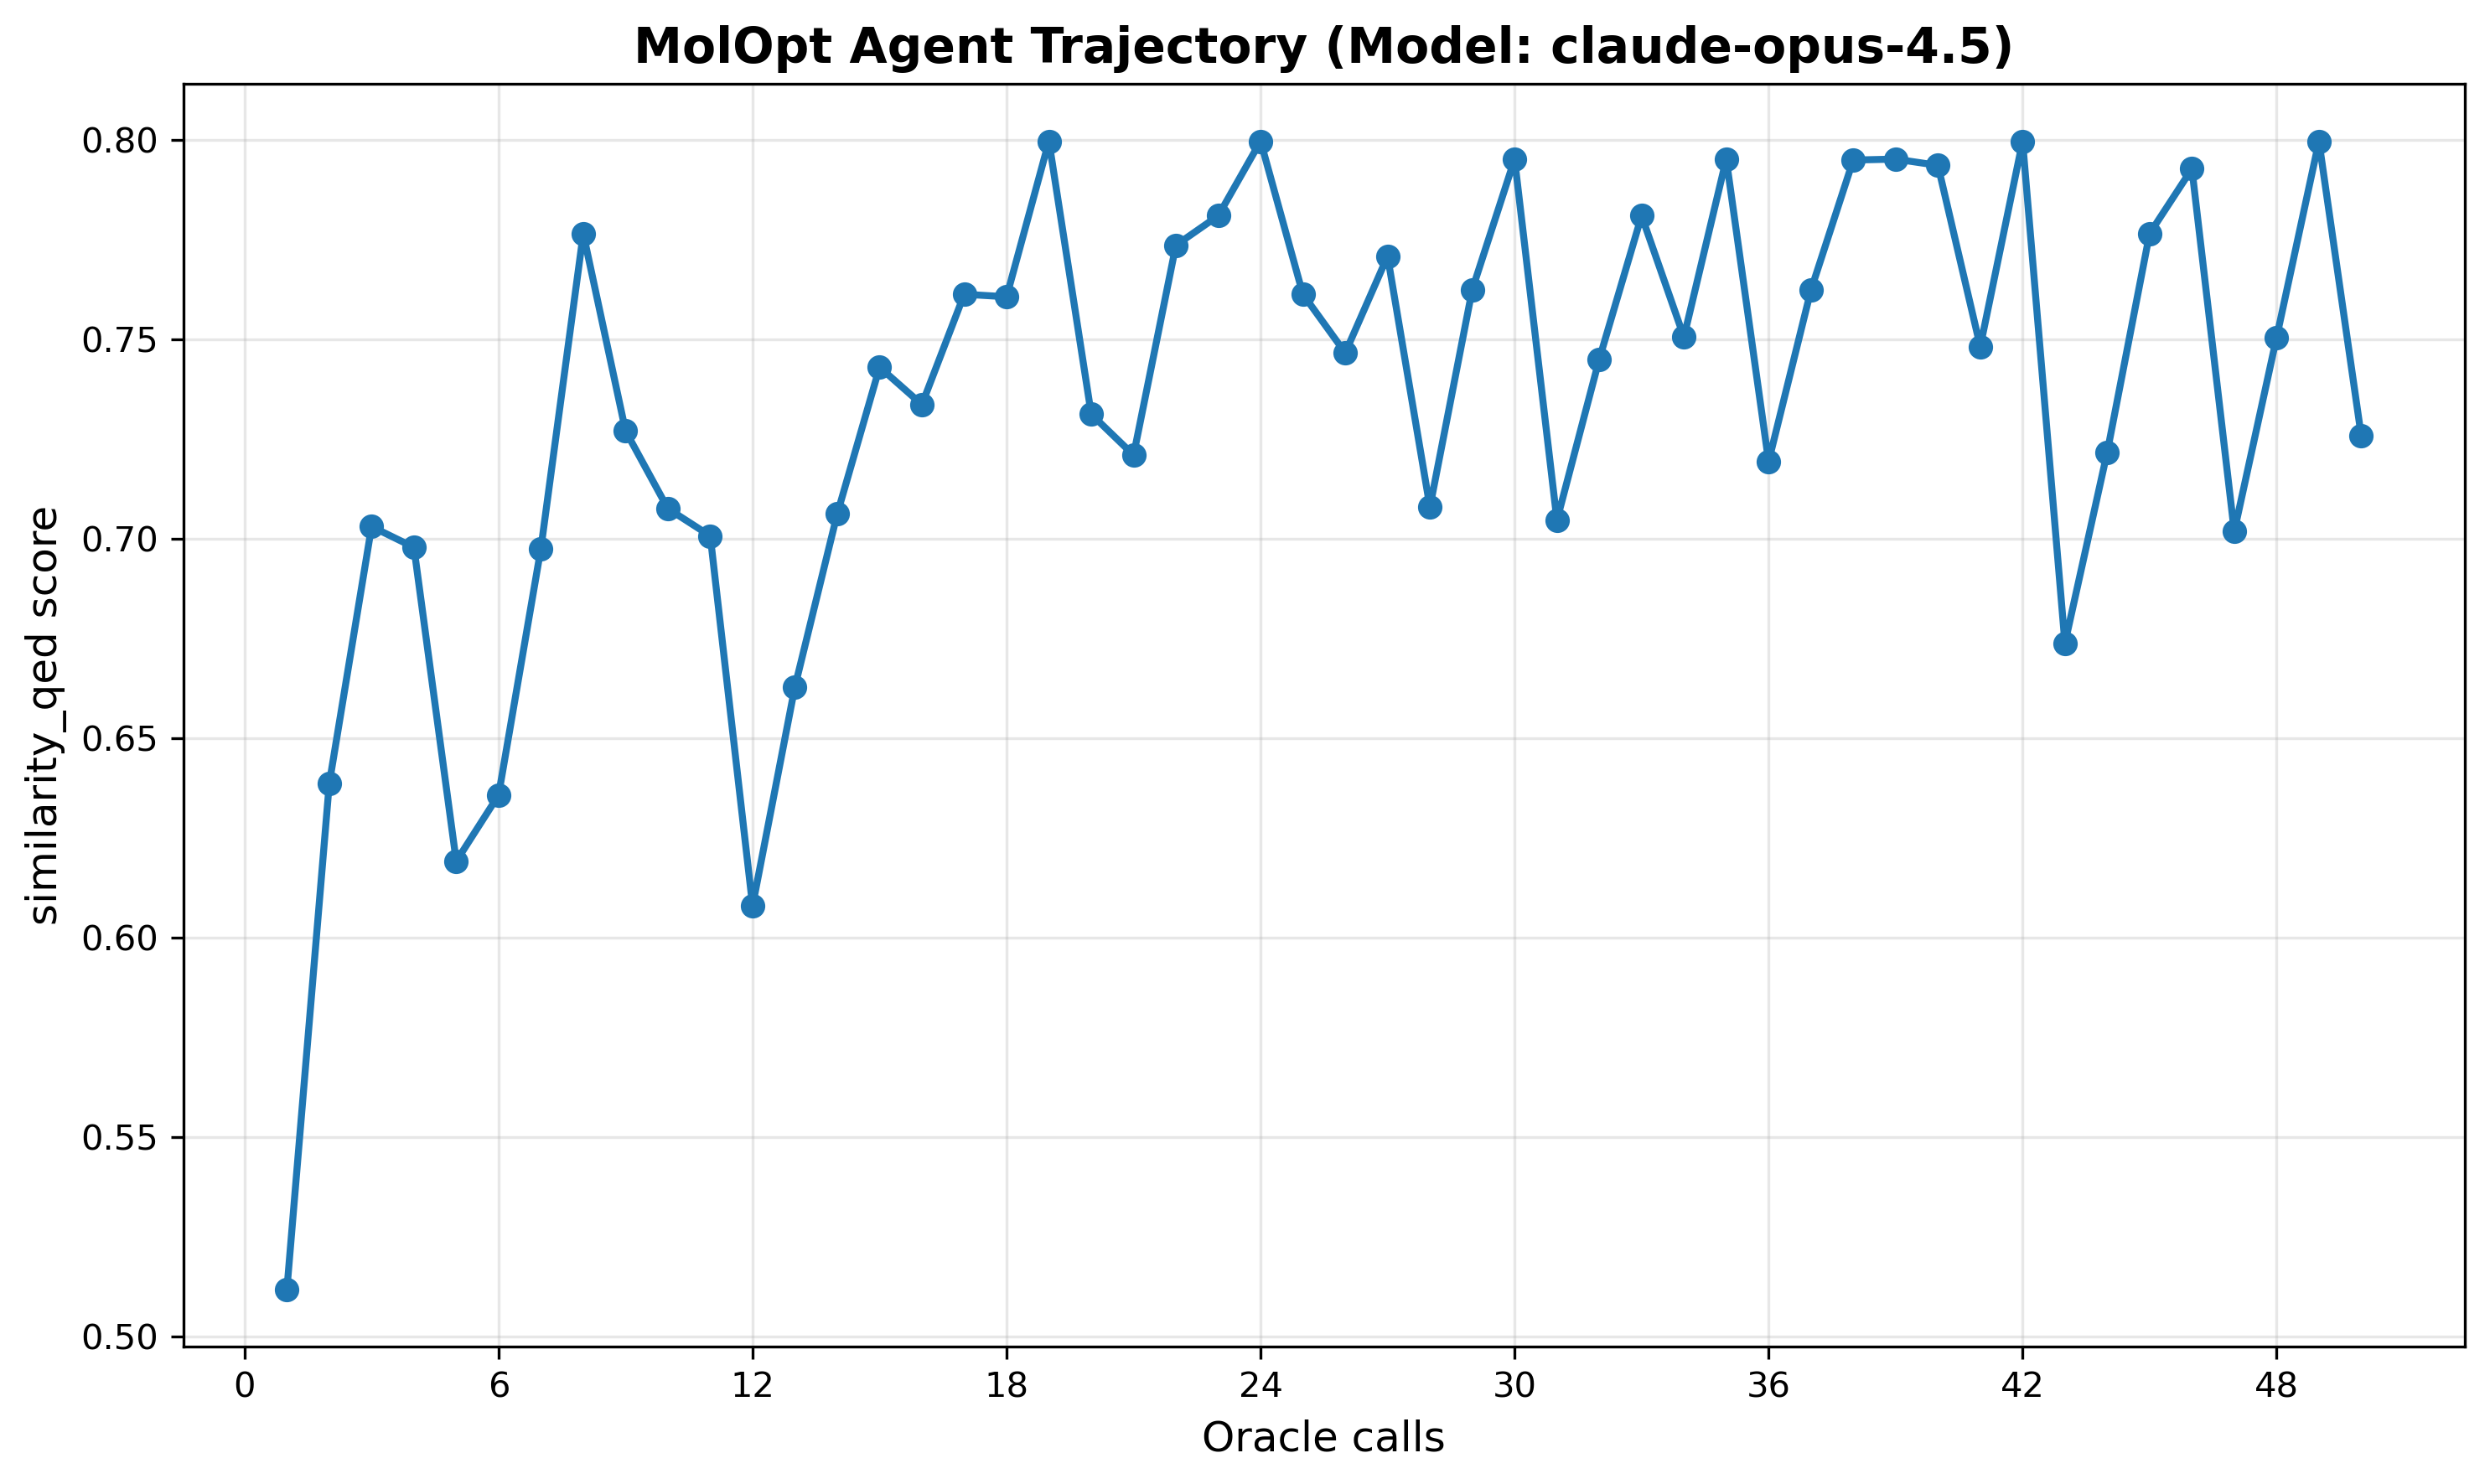 MolOpt Agent Trajectory (Model: claude-opus-4.5)
similarity_qed score
0.80
0.75
0.70
0.65
0.60
0.55
0.50
0 6 12 18 24 30 36 42 48
Oracle calls